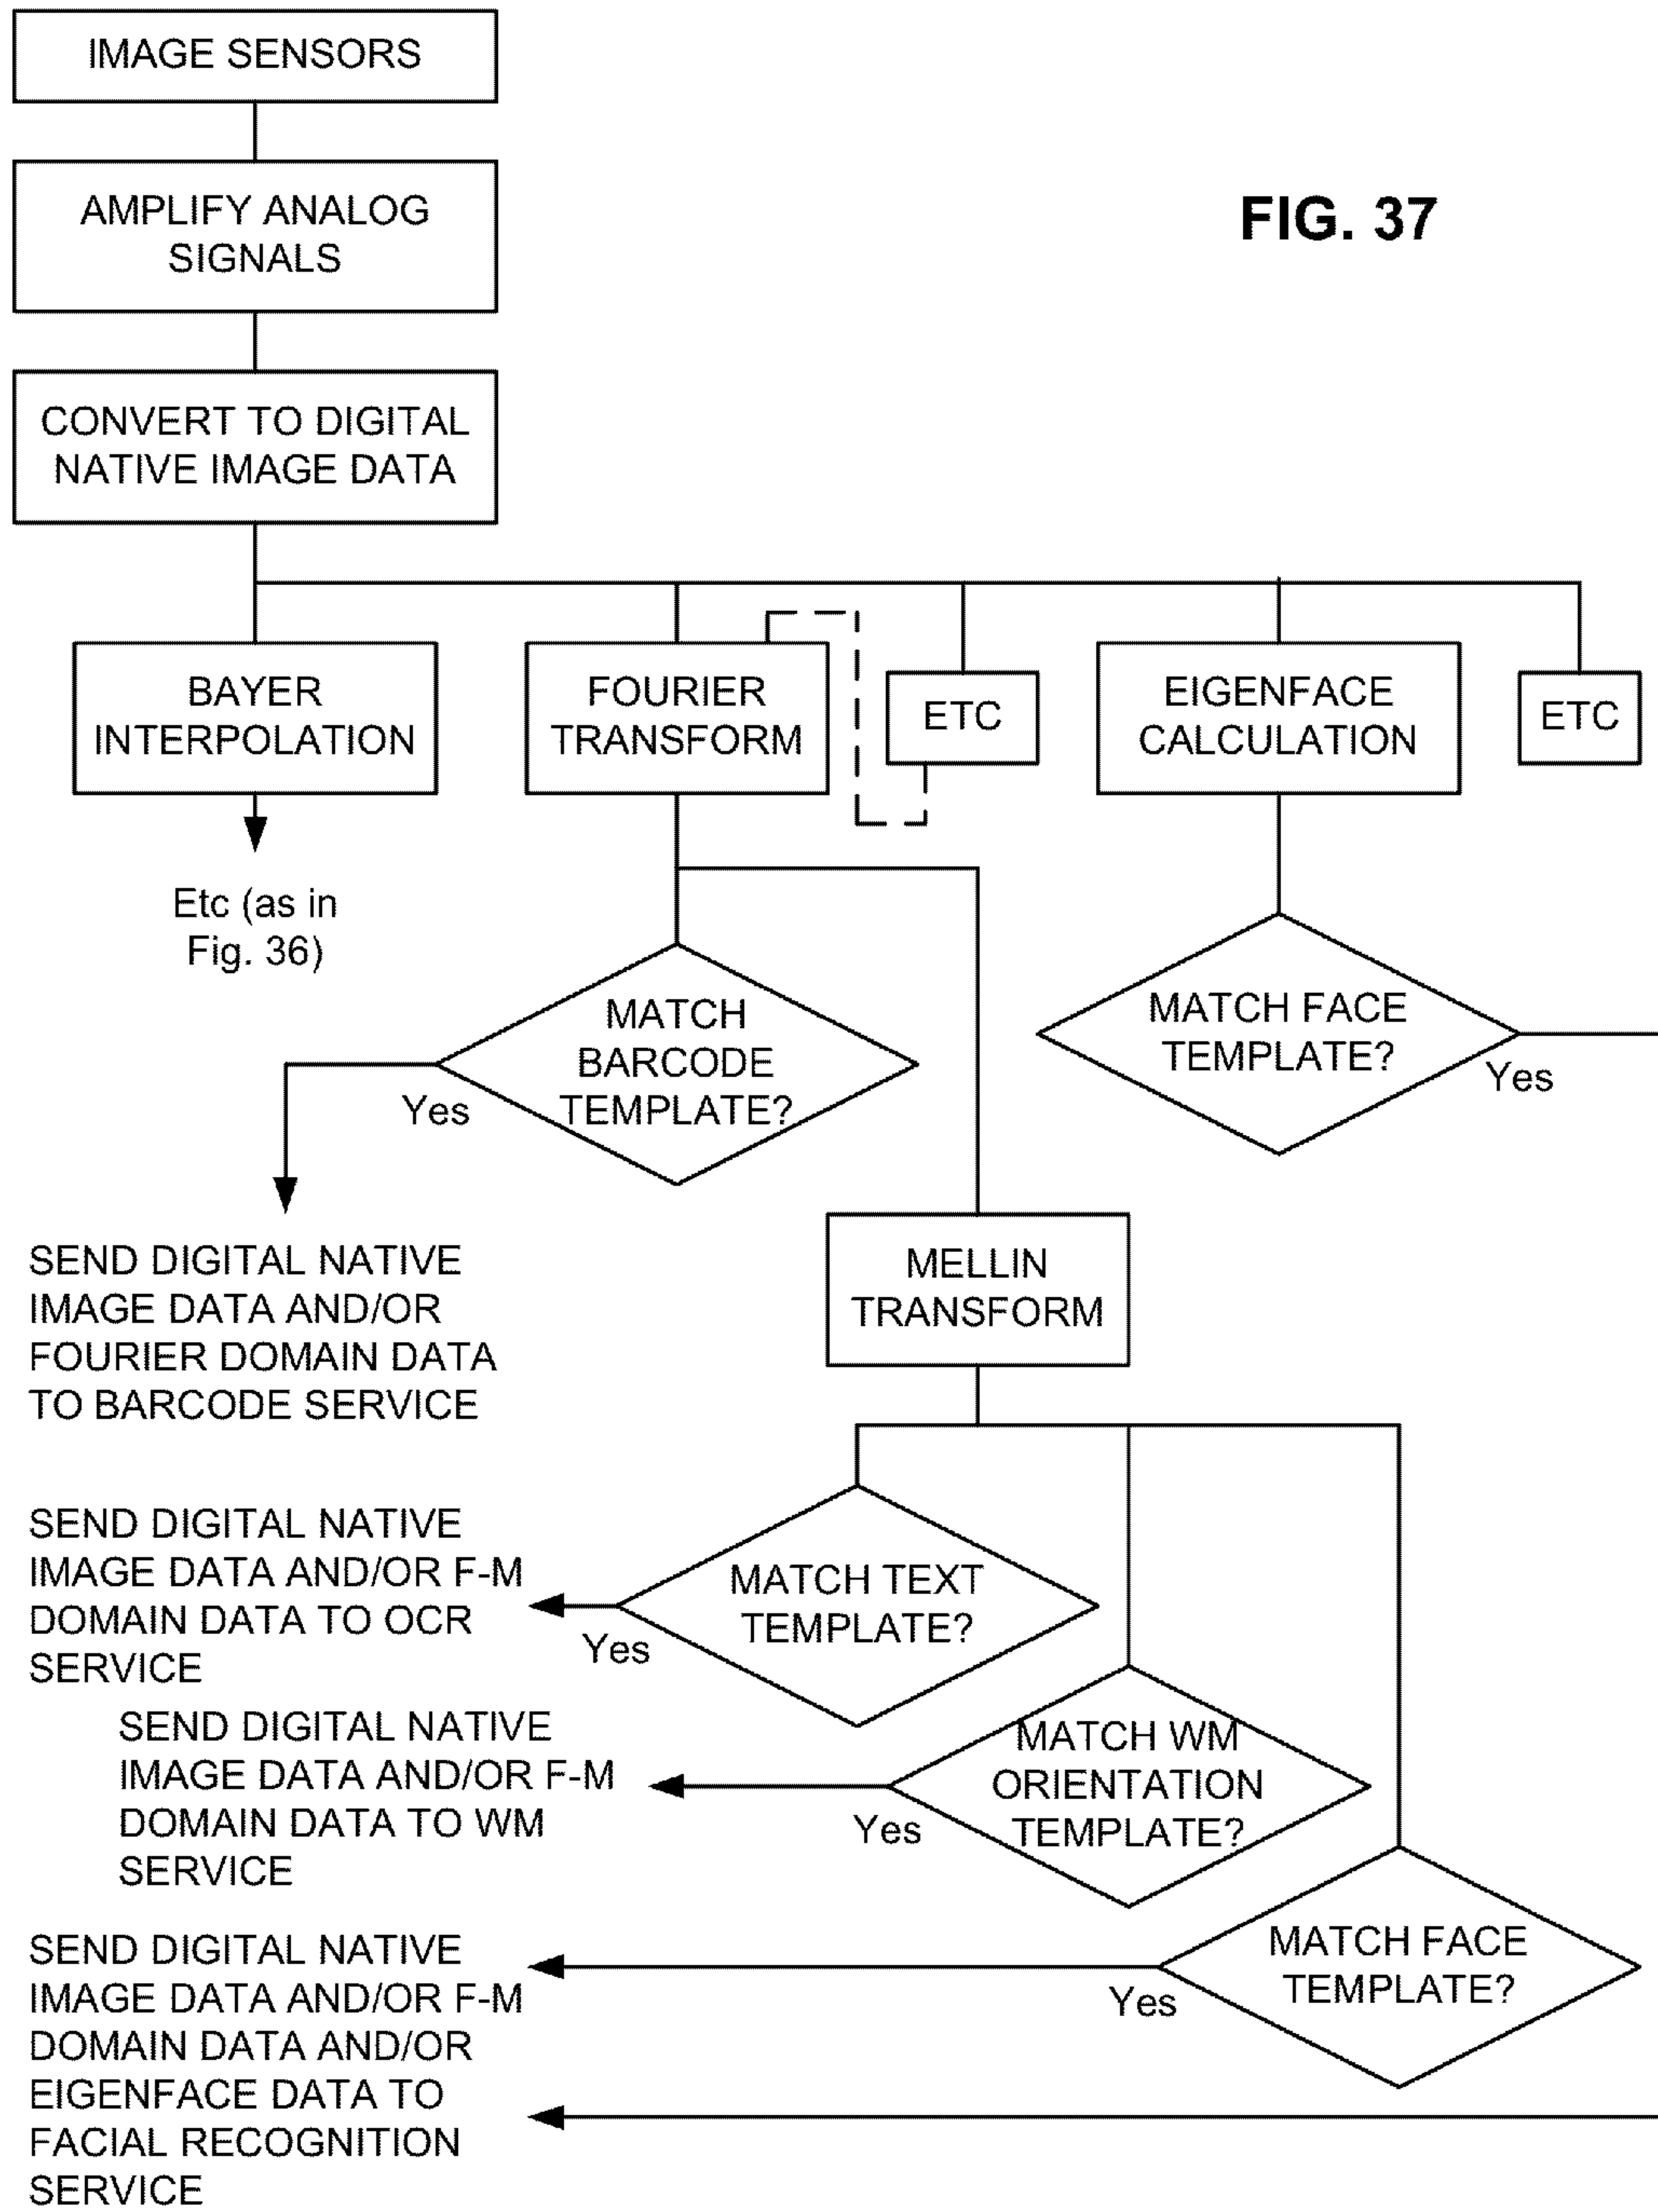 IMAGE SENSORS
AMPLIFY ANALOG
SIGNALS
FIG. 37
CONVERT TO DIGITAL
NATIVE IMAGE DATA
BAYER
INTERPOLATION
FOURIER
TRANSFORM
ETC
EIGENFACE
CALCULATION
ETC
Etc (as in
Fig. 36)
MATCH
BARCODE
TEMPLATE?
Yes
MATCH FACE
TEMPLATE?
Yes
SEND DIGITAL NATIVE
IMAGE DATA AND/OR
FOURIER DOMAIN DATA
TO BARCODE SERVICE
MELLIN
TRANSFORM
SEND DIGITAL NATIVE
IMAGE DATA AND/OR F-M
DOMAIN DATA TO OCR
SERVICE
MATCH TEXT
TEMPLATE?
Yes
SEND DIGITAL NATIVE
IMAGE DATA AND/OR F-M
DOMAIN DATA TO WM
SERVICE
MATCH WM
ORIENTATION
TEMPLATE?
Yes
SEND DIGITAL NATIVE
IMAGE DATA AND/OR F-M
DOMAIN DATA AND/OR
EIGENFACE DATA TO
FACIAL RECOGNITION
SERVICE
MATCH FACE
TEMPLATE?
Yes